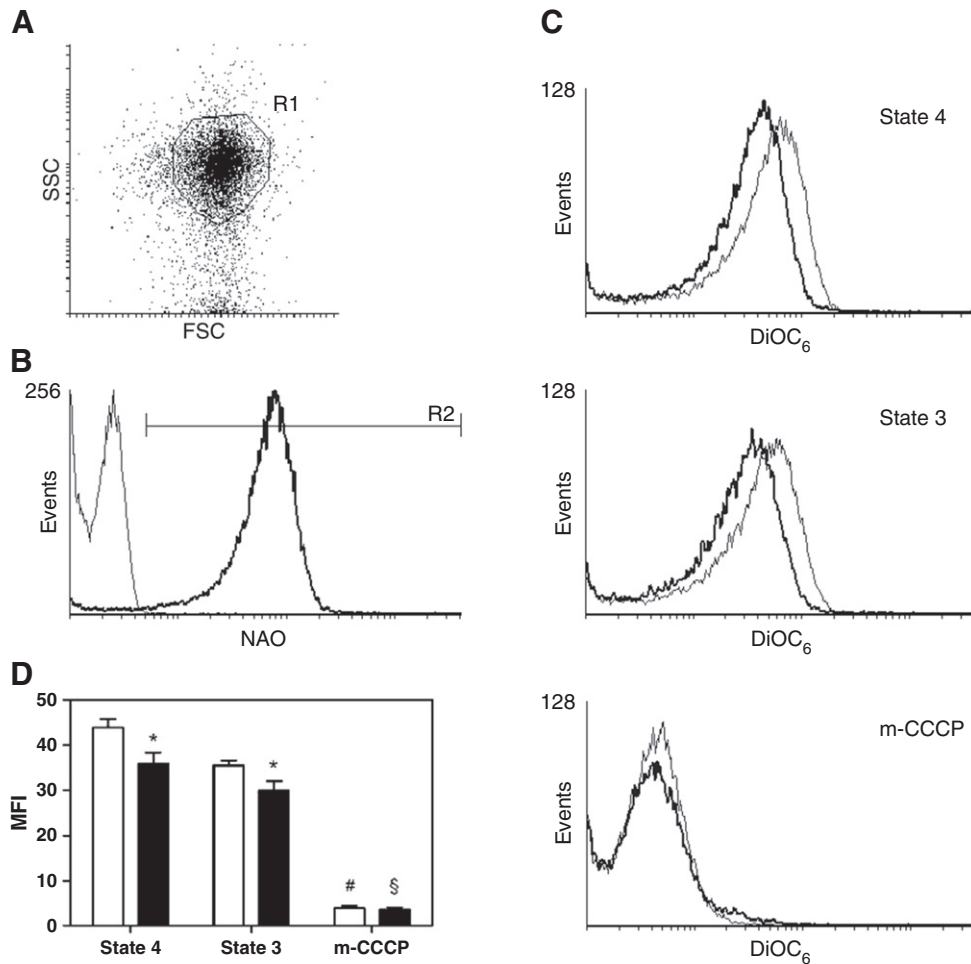 A
R1
SSC
FSC
B
256
R2
Events
NAO
C
128
State 4
Events
DiOC₆
128
State 3
Events
DiOC₆
128
m-CCCP
Events
DiOC₆
D
50
40
30
20
10
0
MFI
*
*
#
§
State 4
State 3
m-CCCP